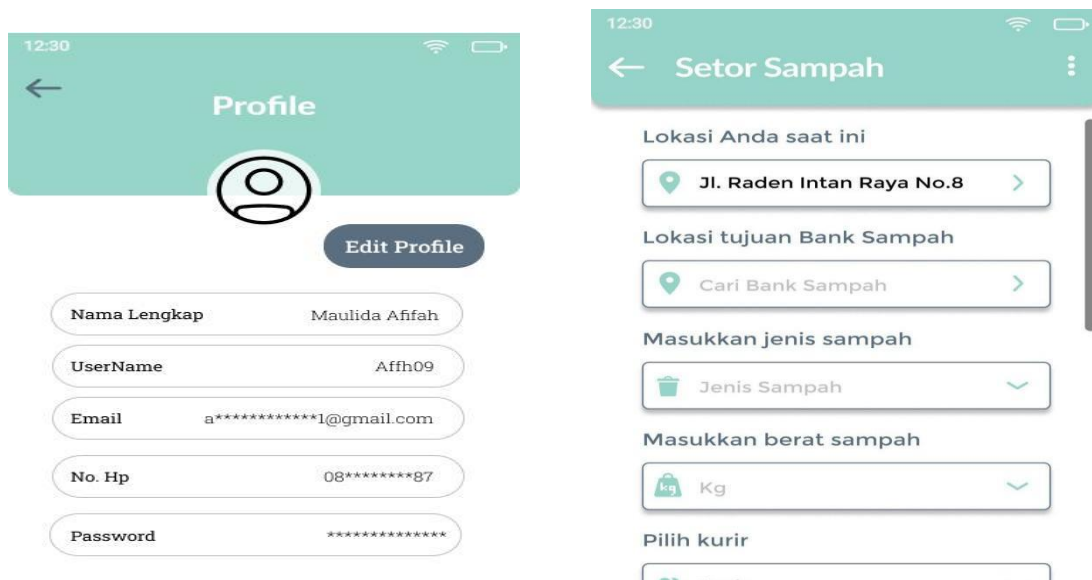 12:30
Profile
Edit Profile
Nama Lengkap Maulida Afifah
UserName Affh09
Email a************1@gmail.com
No. Hp 08********87
Password **************
12:30
Setor Sampah
Lokasi Anda saat ini
Jl. Raden Intan Raya No.8
Lokasi tujuan Bank Sampah
Cari Bank Sampah
Masukkan jenis sampah
Jenis Sampah
Masukkan berat sampah
kg Kg
Pilih kurir